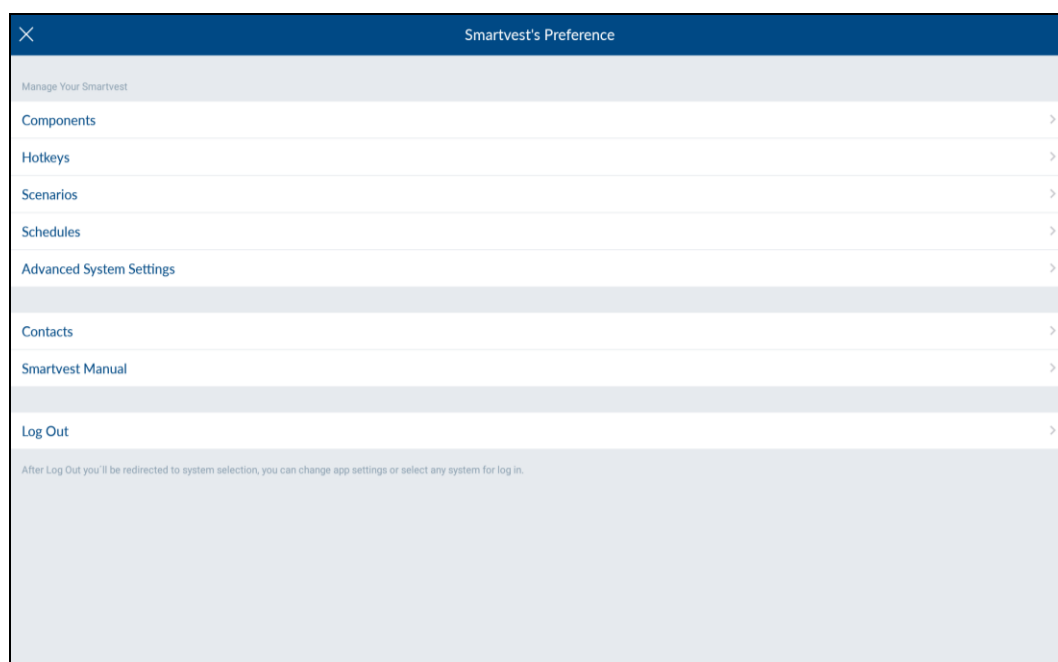 Smartvest's Preference
Manage Your Smartvest
Components
Hotkeys
Scenarios
Schedules
Advanced System Settings
Contacts
Smartvest Manual
Log Out
After Log Out you´ll be redirected to system selection, you can change app settings or select any system for log in.